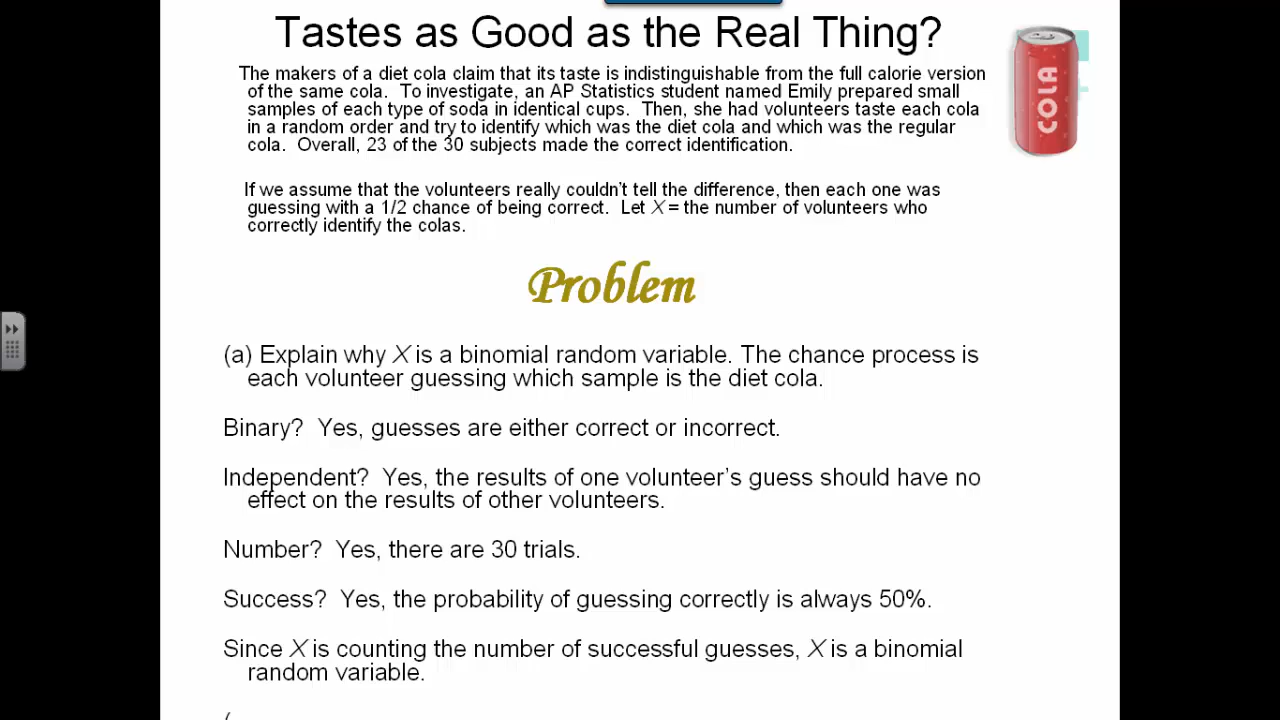 Tastes as Good as the Real Thing?
The makers of a diet cola claim that its taste is indistinguishable from the full calorie version
of the same cola.  To investigate, an AP Statistics student named Emily prepared small
samples of each type of soda in identical cups.  Then, she had volunteers taste each cola
in a random order and try to identify which was the diet cola and which was the regular
cola.  Overall, 23 of the 30 subjects made the correct identification.
COLA
If we assume that the volunteers really couldn't tell the difference, then each one was
guessing with a 1/2 chance of being correct.  Let X = the number of volunteers who
correctly identify the colas.
Problem
(a) Explain why X is a binomial random variable. The chance process is
each volunteer guessing which sample is the diet cola.
Binary?  Yes, guesses are either correct or incorrect.
Independent?  Yes, the results of one volunteer's guess should have no
effect on the results of other volunteers.
Number?  Yes, there are 30 trials.
Success?  Yes, the probability of guessing correctly is always 50%.
Since X is counting the number of successful guesses, X is a binomial
random variable.